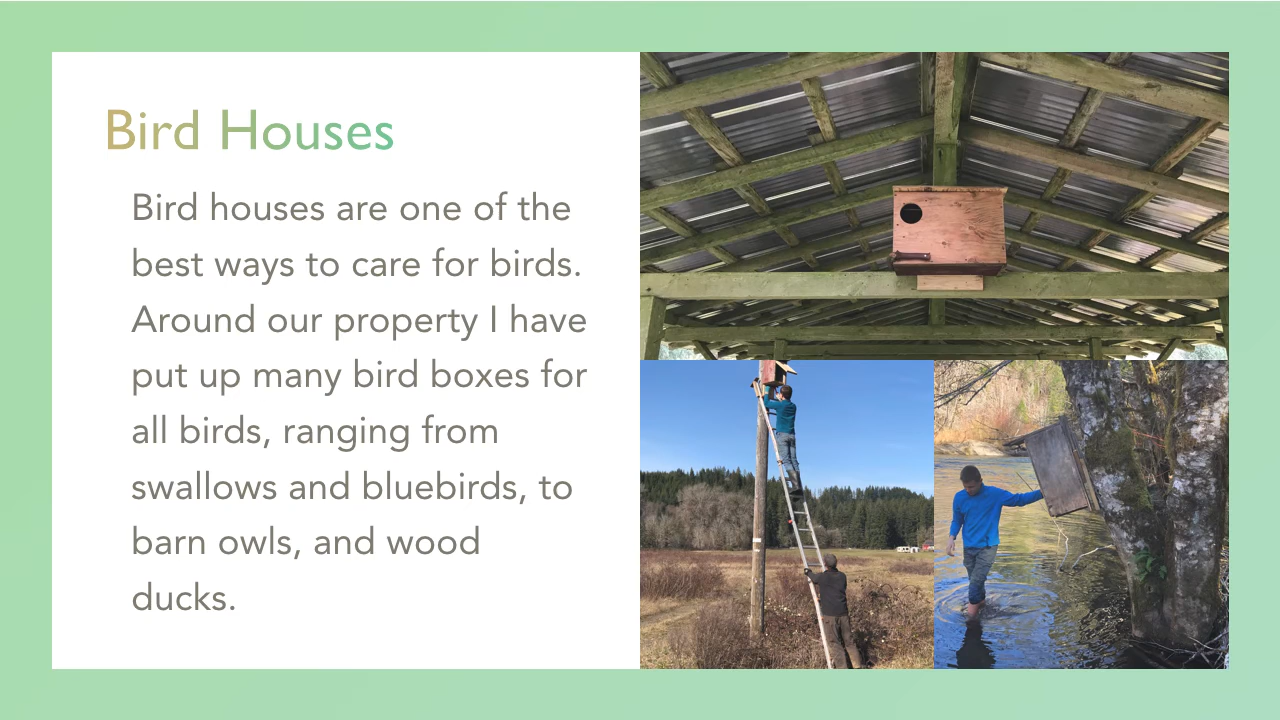 Bird Houses
Bird houses are one of the
best ways to care for birds.
Around our property I have
put up many bird boxes for
all birds, ranging from
swallows and bluebirds, to
barn owls, and wood
ducks.